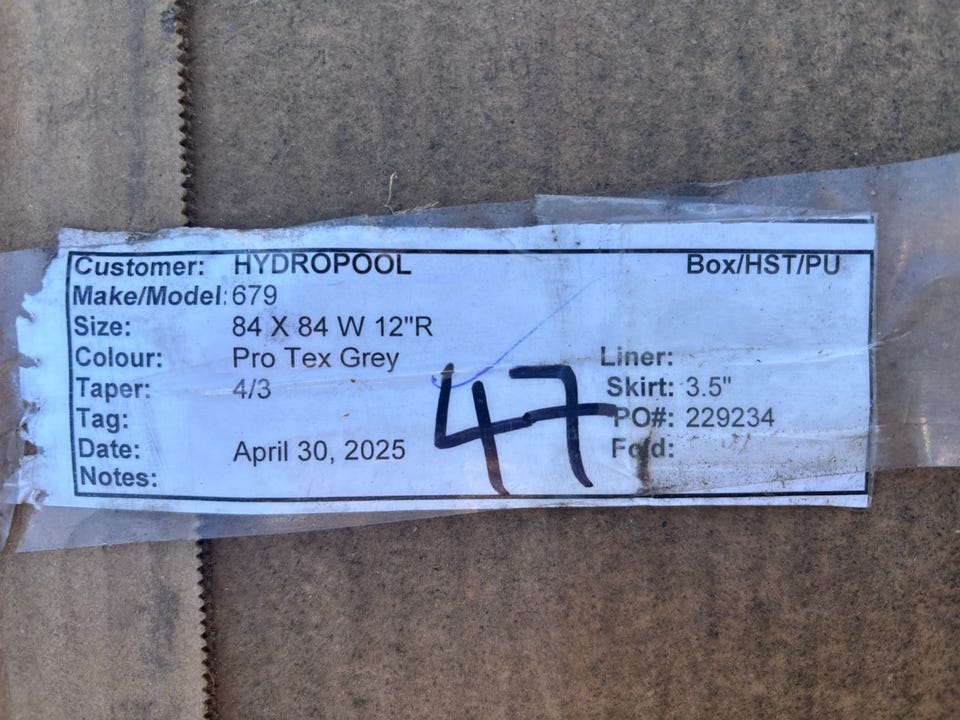 Customer: HYDROPOOL Box/HST/PU
Make/Model: 679
Size: 84 X 84 W 12"R
Colour: Pro Tex Grey Liner:
Taper: 4/3 Skirt: 3.5"
Tag: PO#: 229234
Date: April 30, 2025 Fold:
Notes:
47